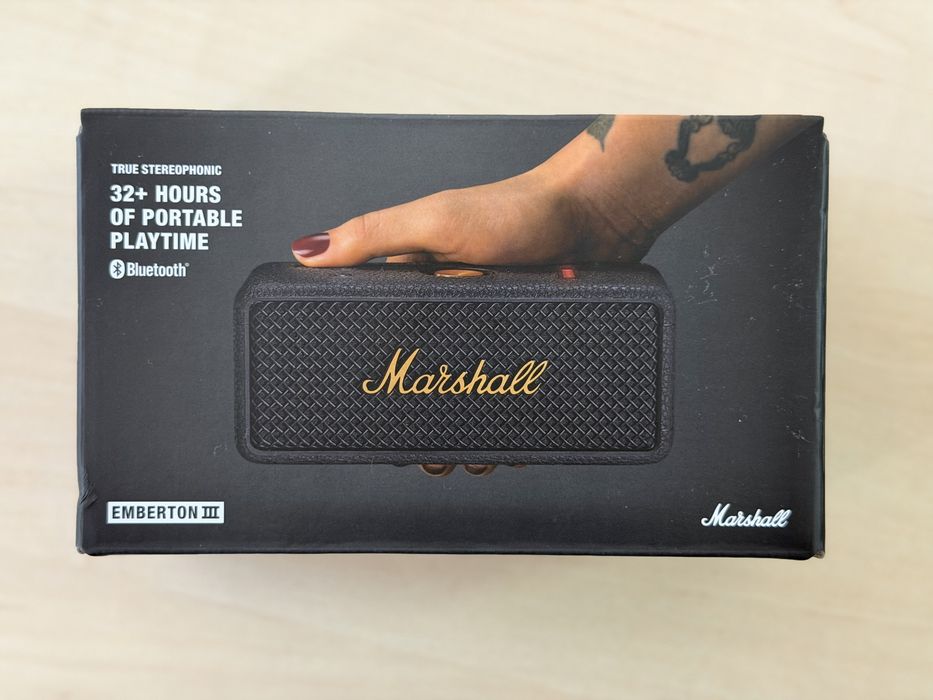 TRUE STEREOPHONIC
32+ HOURS
OF PORTABLE
PLAYTIME
Bluetooth®
Marshall
EMBERTON III
Marshall